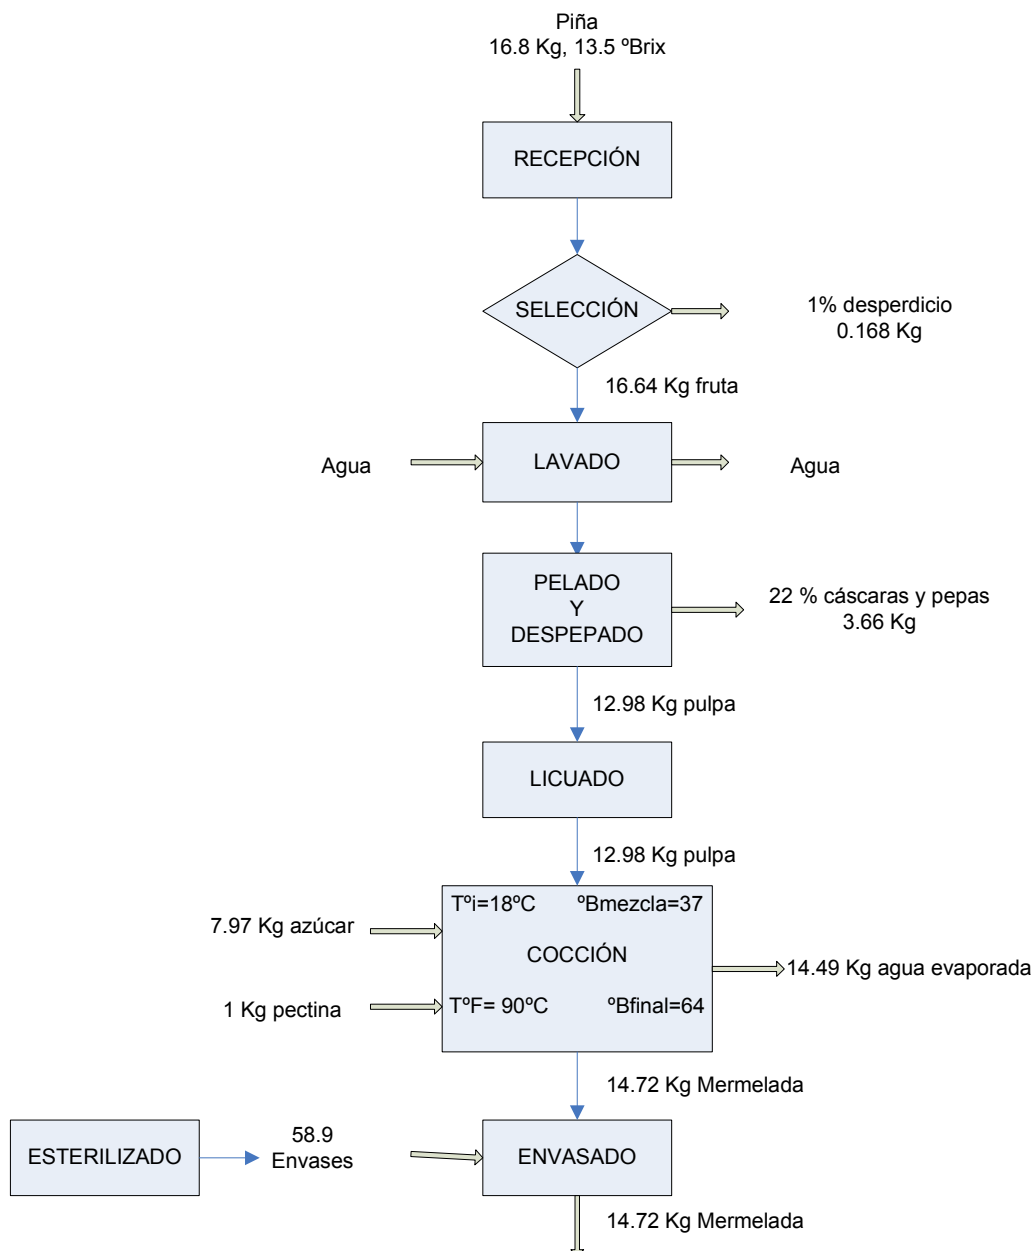 Piña
16.8 Kg, 13.5 ºBrix
RECEPCIÓN
SELECCIÓN
1% desperdicio
0.168 Kg
16.64 Kg fruta
Agua
LAVADO
Agua
PELADO
Y
DESPEPADO
22 % cáscaras y pepas
3.66 Kg
12.98 Kg pulpa
LICUADO
12.98 Kg pulpa
Tºi=18ºC ºBmezcla=37
7.97 Kg azúcar
COCCIÓN
14.49 Kg agua evaporada
1 Kg pectina
TºF= 90ºC ºBfinal=64
14.72 Kg Mermelada
ESTERILIZADO
58.9
Envases
ENVASADO
14.72 Kg Mermelada